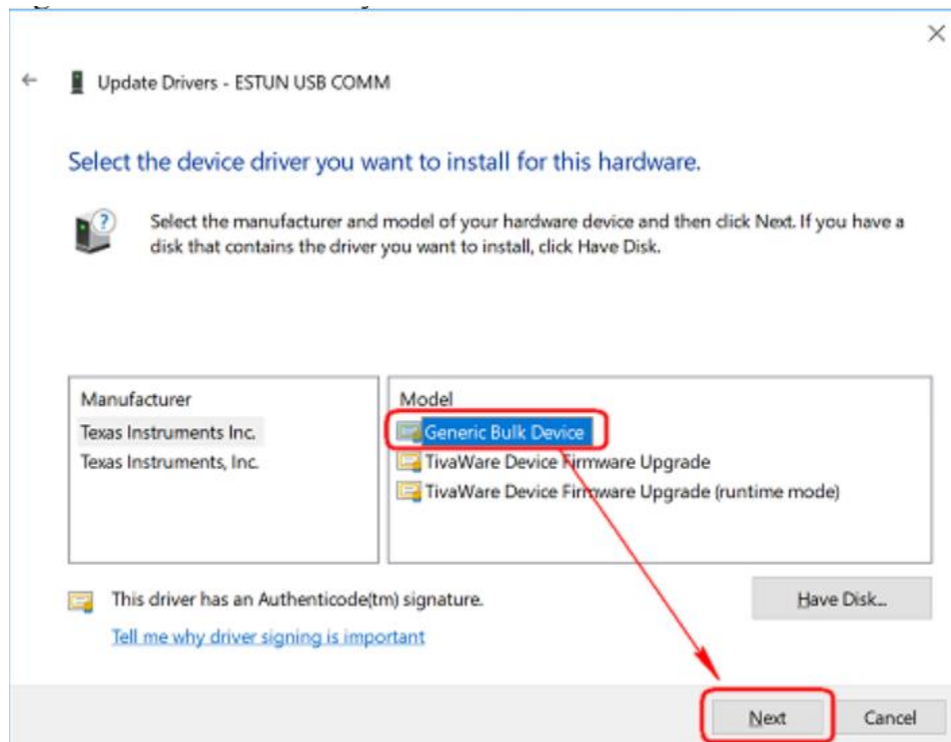 Update Drivers - ESTUN USB COMM
Select the device driver you want to install for this hardware.
Select the manufacturer and model of your hardware device and then click Next. If you have a
disk that contains the driver you want to install, click Have Disk.
Manufacturer
Texas Instruments Inc.
Texas Instruments, Inc.
Model
Generic Bulk Device
TivaWare Device Firmware Upgrade
TivaWare Device Firmware Upgrade (runtime mode)
This driver has an Authenticode(tm) signature.
Tell me why driver signing is important
Have Disk...
Next
Cancel